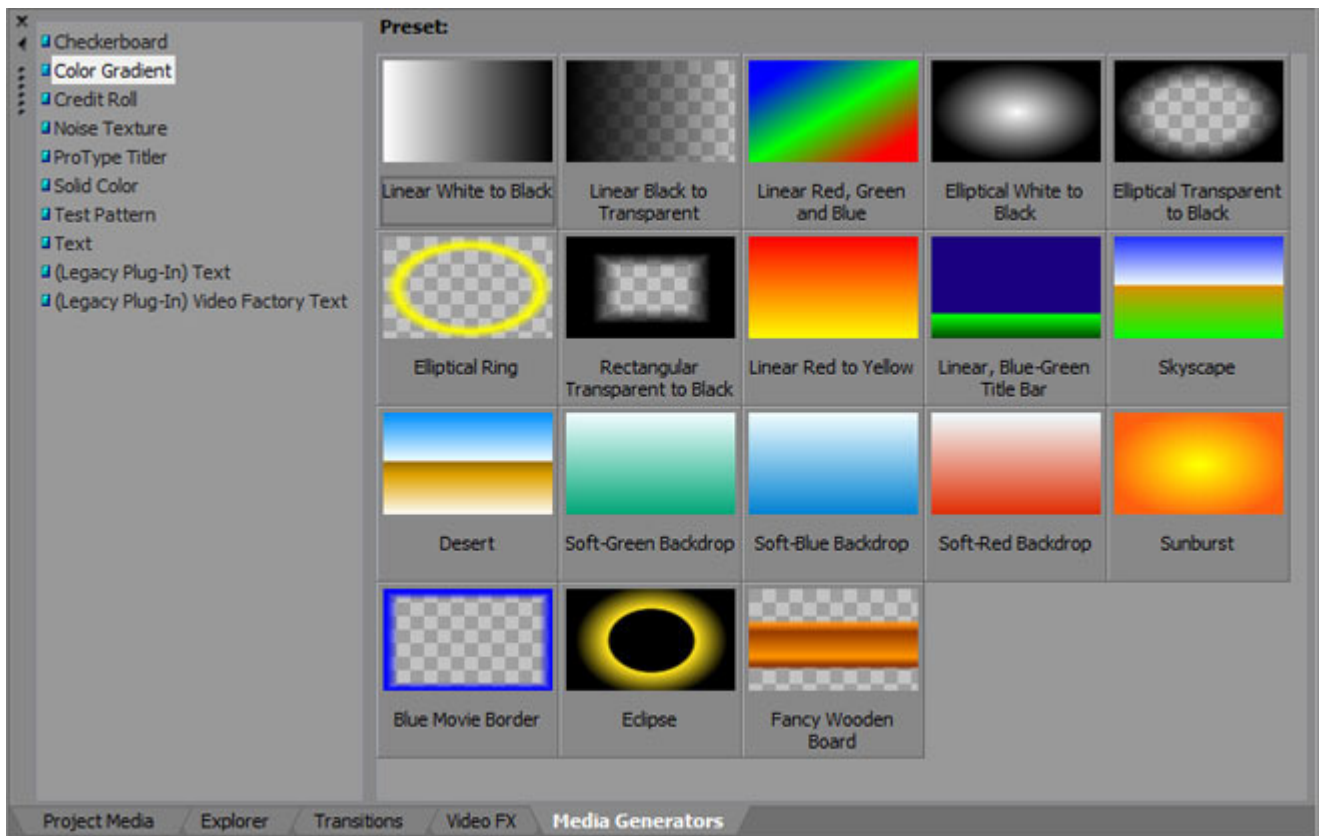 Preset:
Checkerboard
Color Gradient
Credit Roll
Noise Texture
ProType Titler
Solid Color
Test Pattern
Text
(Legacy Plug-In) Text
(Legacy Plug-In) Video Factory Text
Linear White to Black
Linear Black to
Transparent
Linear Red, Green
and Blue
Elliptical White to
Black
Elliptical Transparent
to Black
Elliptical Ring
Rectangular
Transparent to Black
Linear Red to Yellow
Linear, Blue-Green
Title Bar
Skyscape
Desert
Soft-Green Backdrop
Soft-Blue Backdrop
Soft-Red Backdrop
Sunburst
Blue Movie Border
Eclipse
Fancy Wooden
Board
Project Media
Explorer
Transitions
Video FX
Media Generators